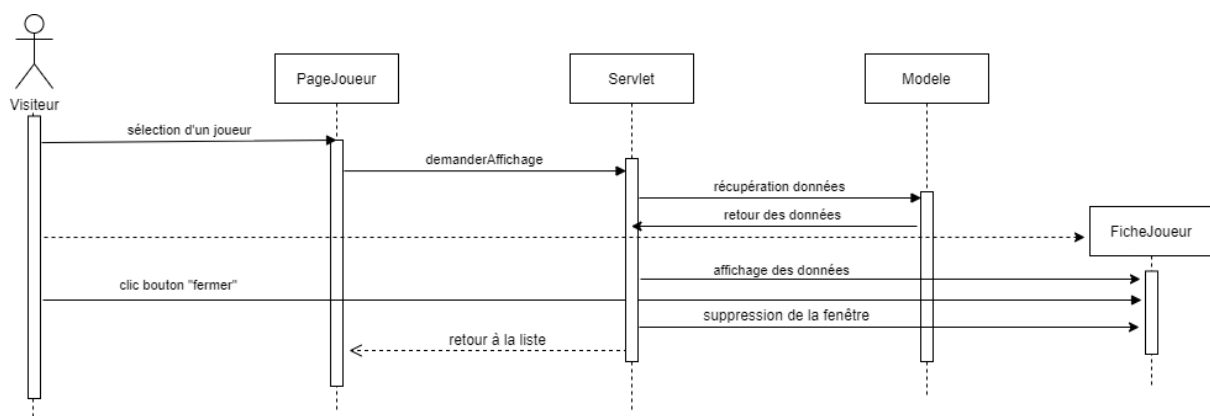 Visiteur
PageJoueur
Servlet
Modele
sélection d'un joueur
demanderAffichage
récupération données
retour des données
FicheJoueur
affichage des données
clic bouton "fermer"
suppression de la fenêtre
retour à la liste